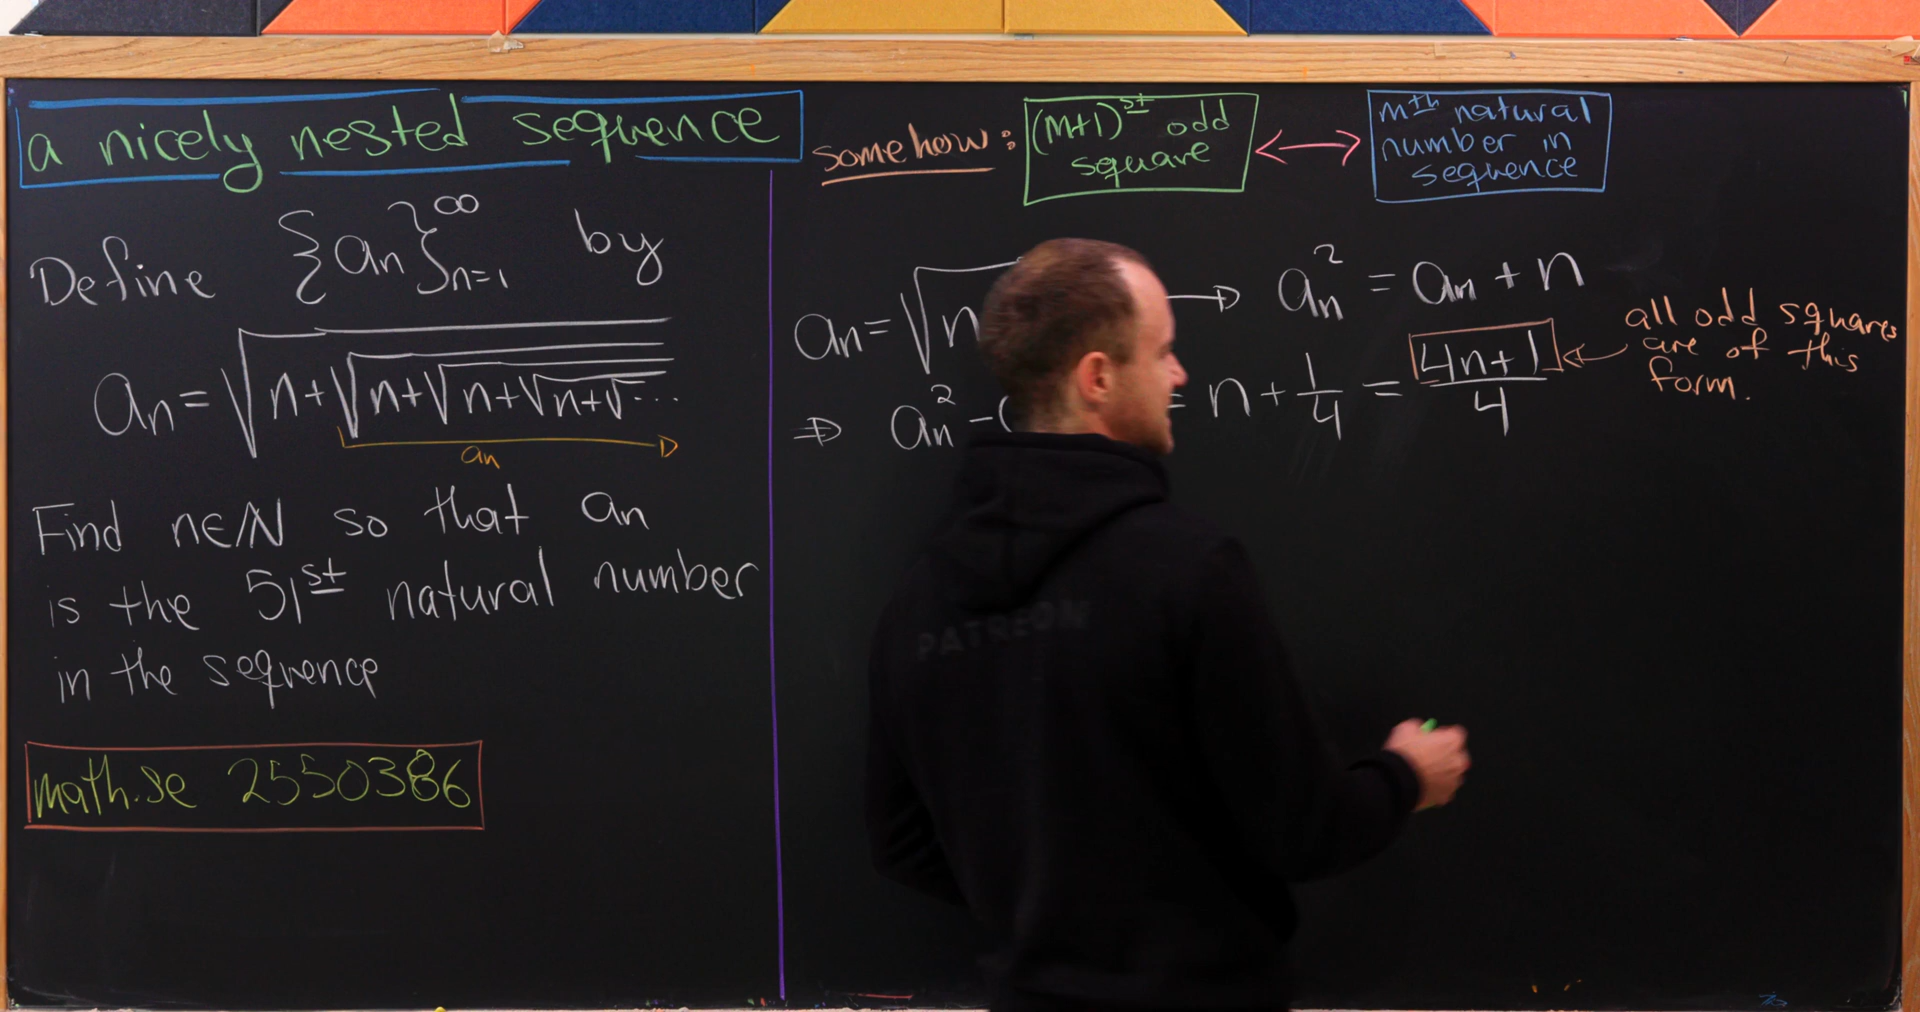 a nicely nested sequence
Define {aₙ}ₙ₌₁^∞ by
aₙ = √n+√n+√n+√n+√...
aₙ
Find n∈ℕ so that aₙ
is the 51st natural number
in the sequence
math.se 2550386
somehow:
(m+1)st odd
square
mth natural
number in
sequence
aₙ = √n → aₙ² = aₙ + n
⇒ aₙ² - = n + 1/4 = (4n+1)/4
all odd squares
are of this
form.
PATREON